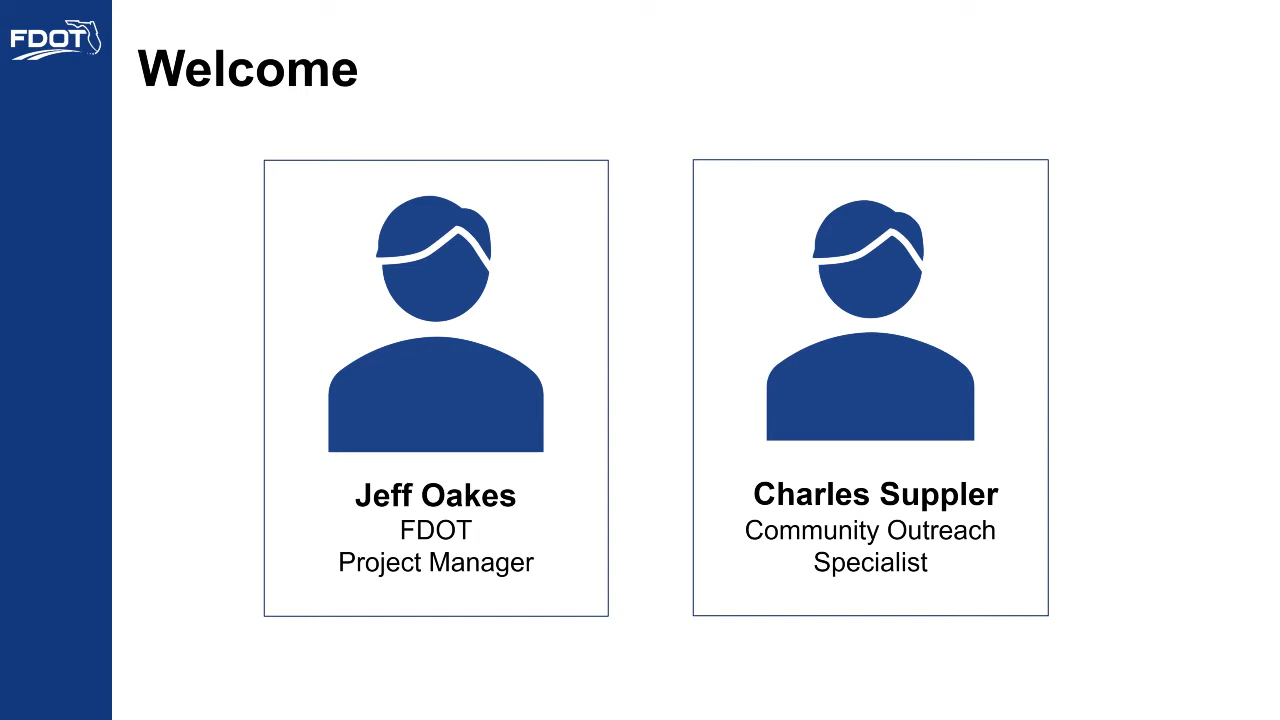 FDOT
Welcome
Jeff Oakes
FDOT
Project Manager
Charles Suppler
Community Outreach
Specialist